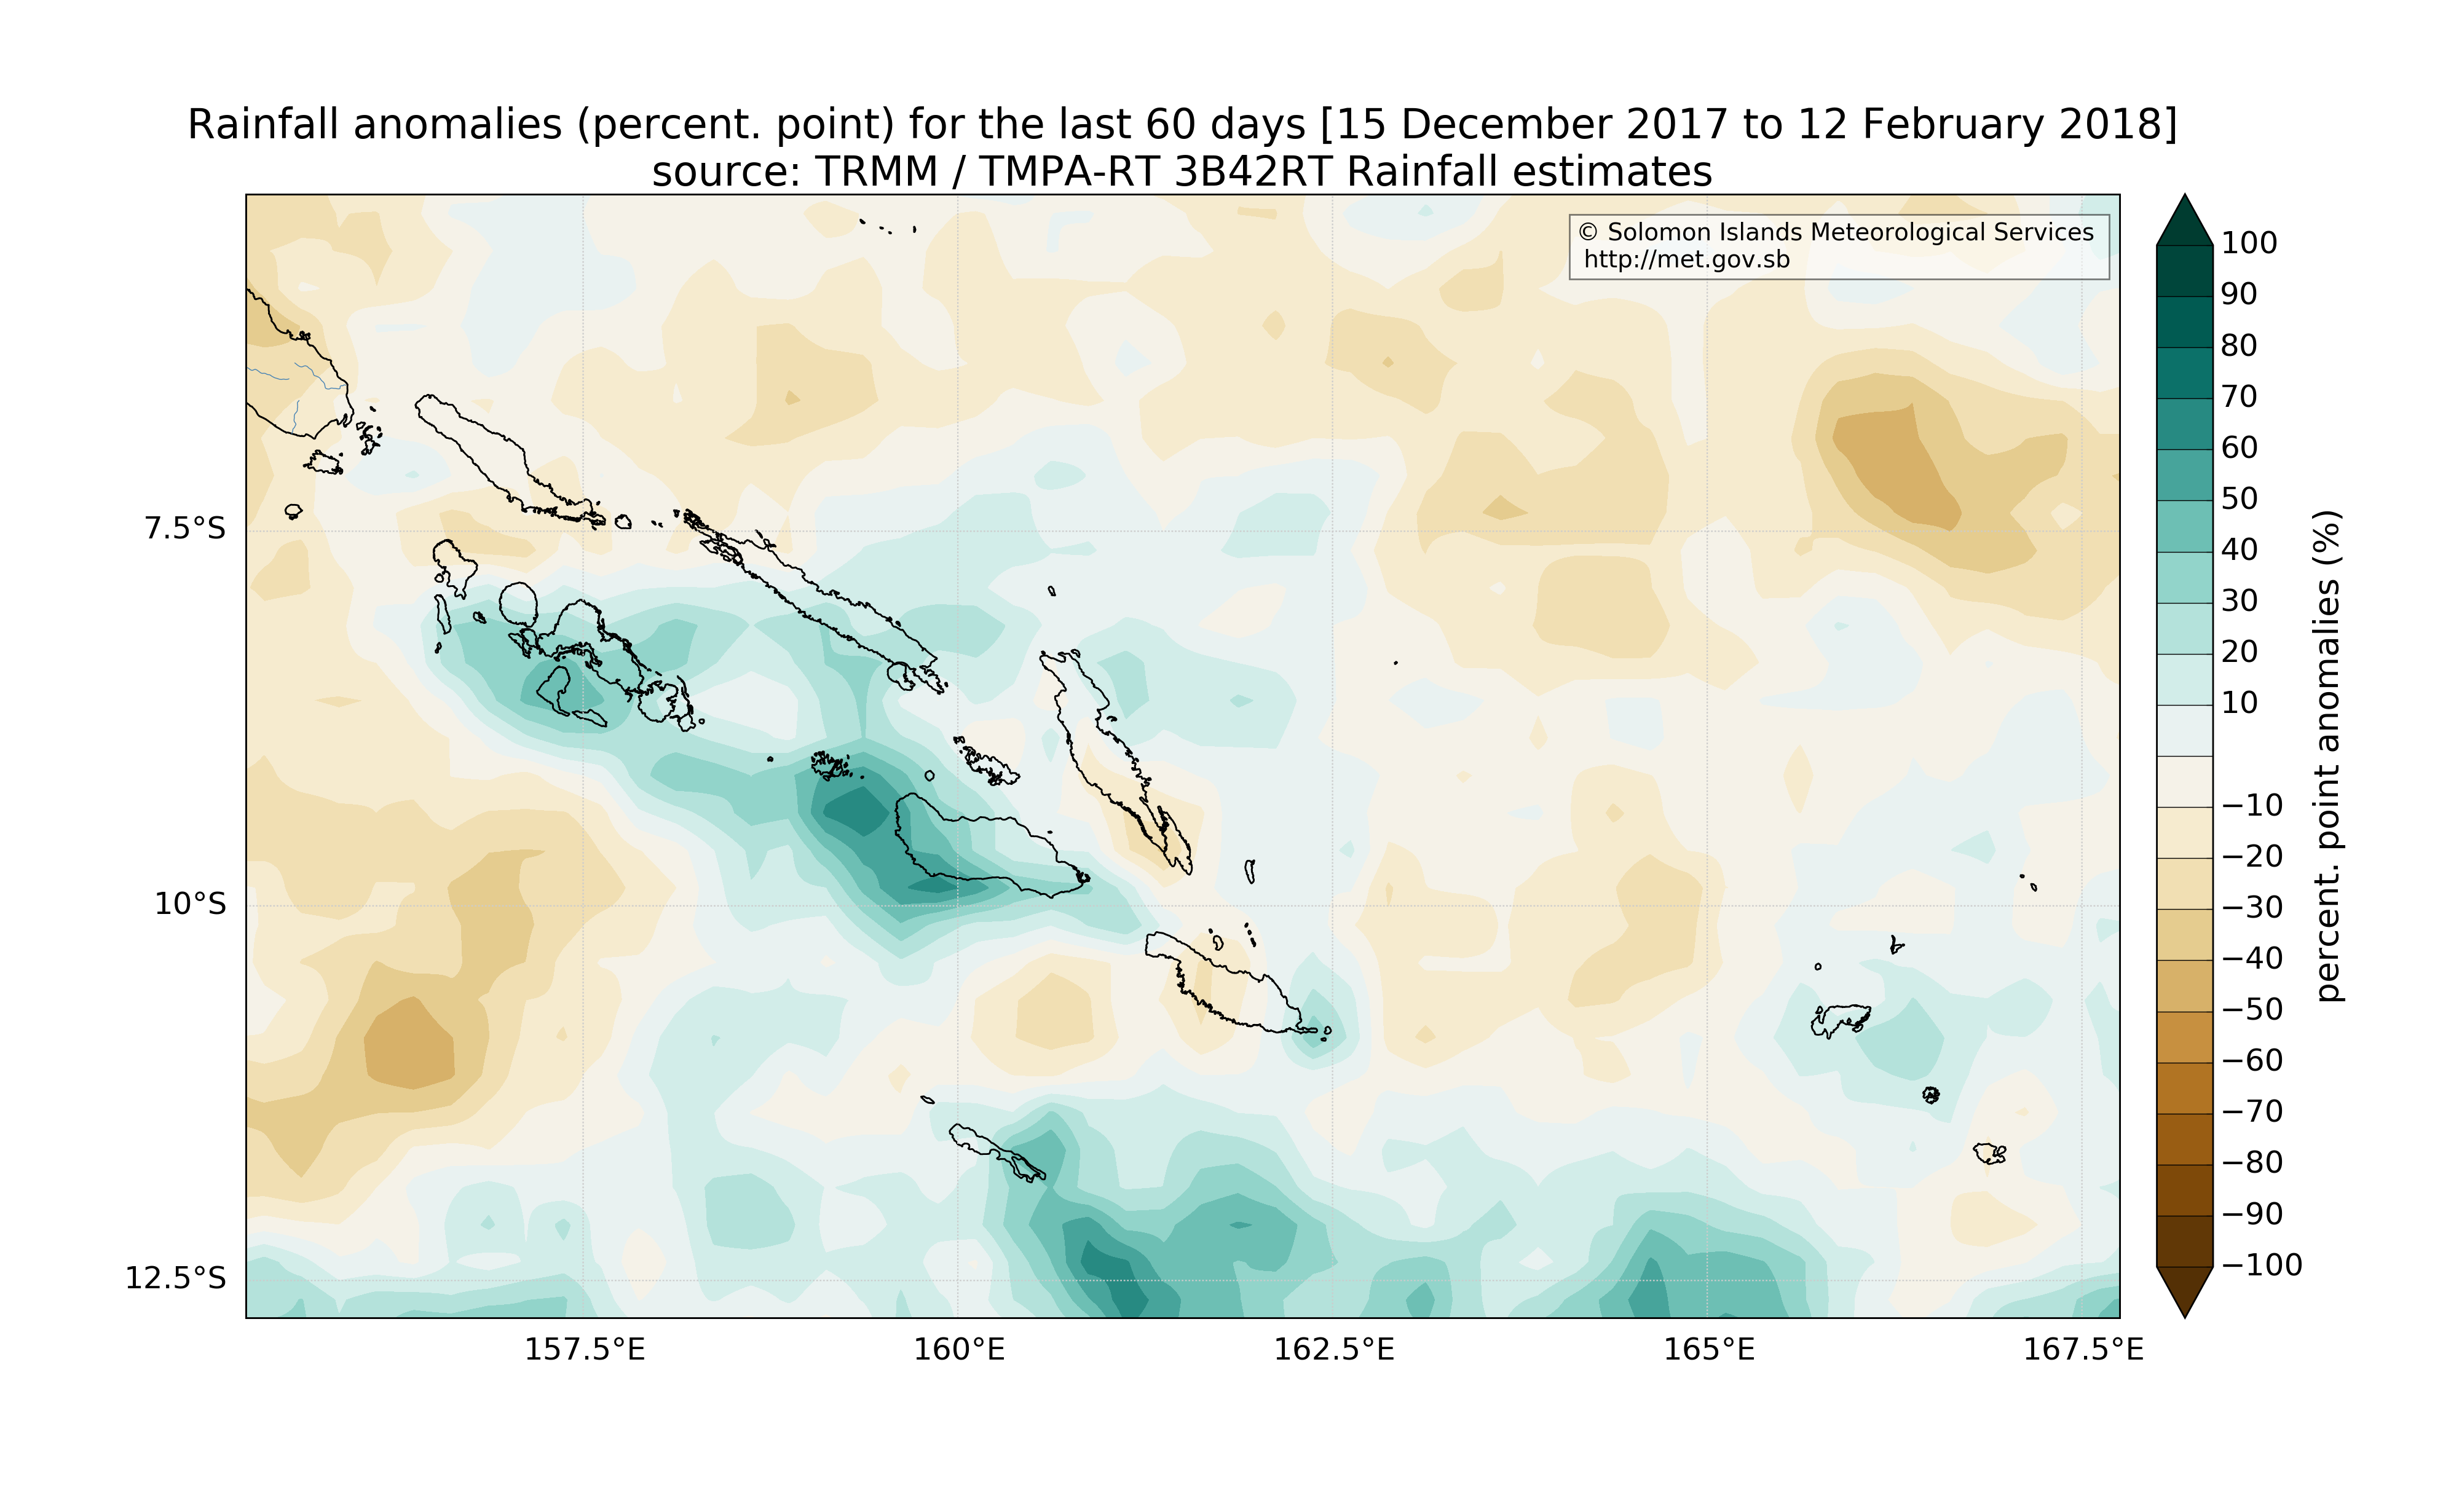 Rainfall anomalies (percent. point) for the last 60 days [15 December 2017 to 12 February 2018]
source: TRMM / TMPA-RT 3B42RT Rainfall estimates
© Solomon Islands Meteorological Services
http://met.gov.sb
7.5°S
10°S
12.5°S
157.5°E
160°E
162.5°E
165°E
167.5°E
100
90
80
70
60
50
40
30
20
10
−10
−20
−30
−40
−50
−60
−70
−80
−90
−100
percent. point anomalies (%)